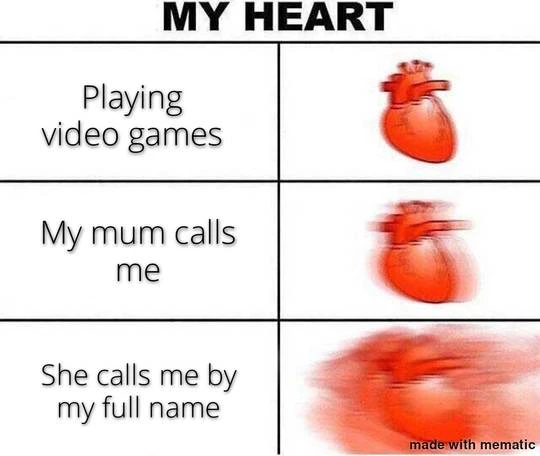 MY HEART
Playing
video games
My mum calls
me
She calls me by
my full name
made with mematic